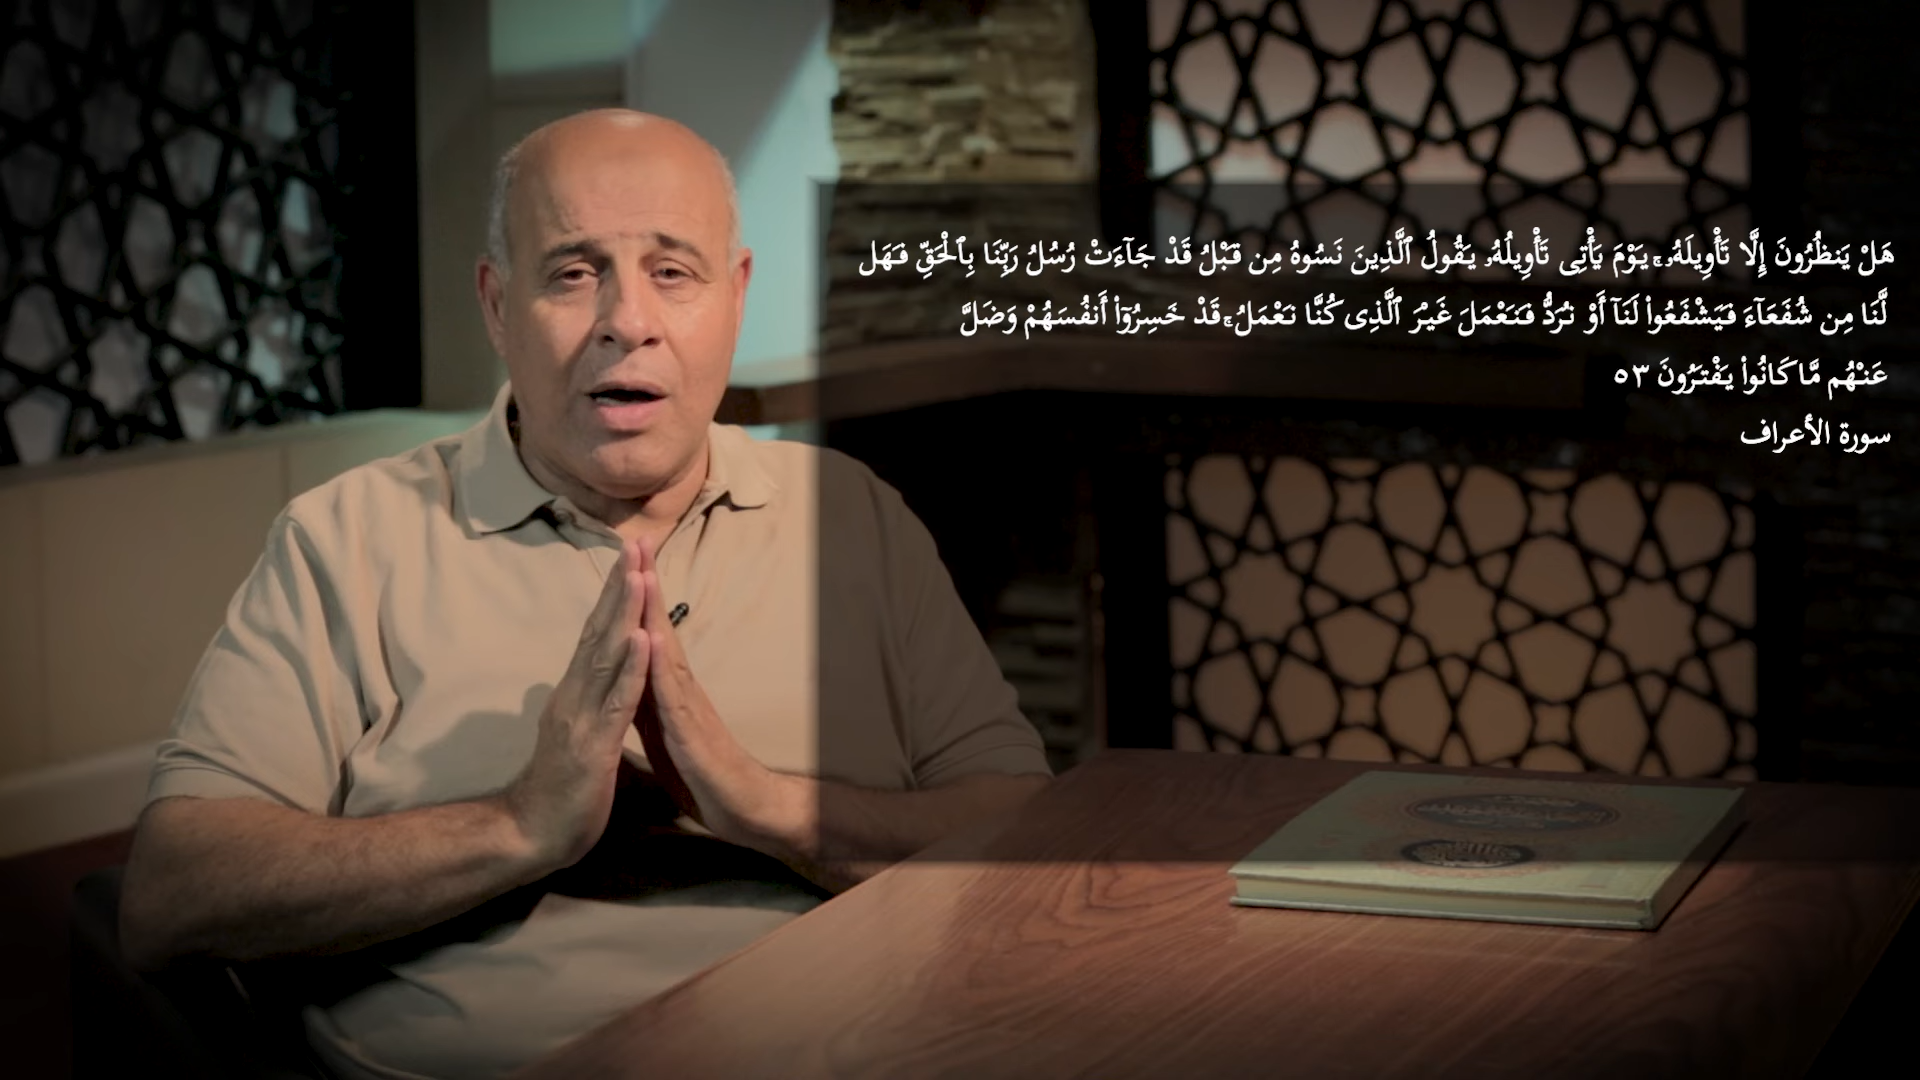 هَلْ يَنظُرُونَ إِلَّا تَأْوِيلَهُۥۚ يَوْمَ يَأْتِى تَأْوِيلُهُۥ يَقُولُ ٱلَّذِينَ نَسُوهُ مِن قَبْلُ قَدْ جَآءَتْ رُسُلُ رَبِّنَا بِٱلْحَقِّ فَهَل
لَّنَا مِن شُفَعَآءَ فَيَشْفَعُوا۟ لَنَآ أَوْ نُرَدُّ فَنَعْمَلَ غَيْرَ ٱلَّذِى كُنَّا نَعْمَلُۚ قَدْ خَسِرُوٓا۟ أَنفُسَهُمْ وَضَلَّ
عَنْهُم مَّا كَانُوا۟ يَفْتَرُونَ ٥٣
سورة الأعراف